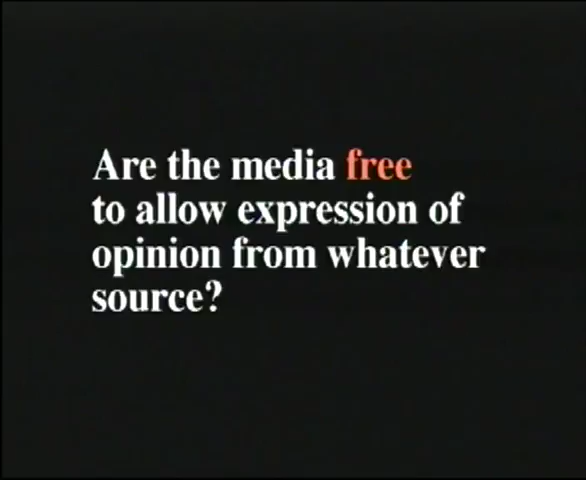 Are the media free
to allow expression of
opinion from whatever
source?